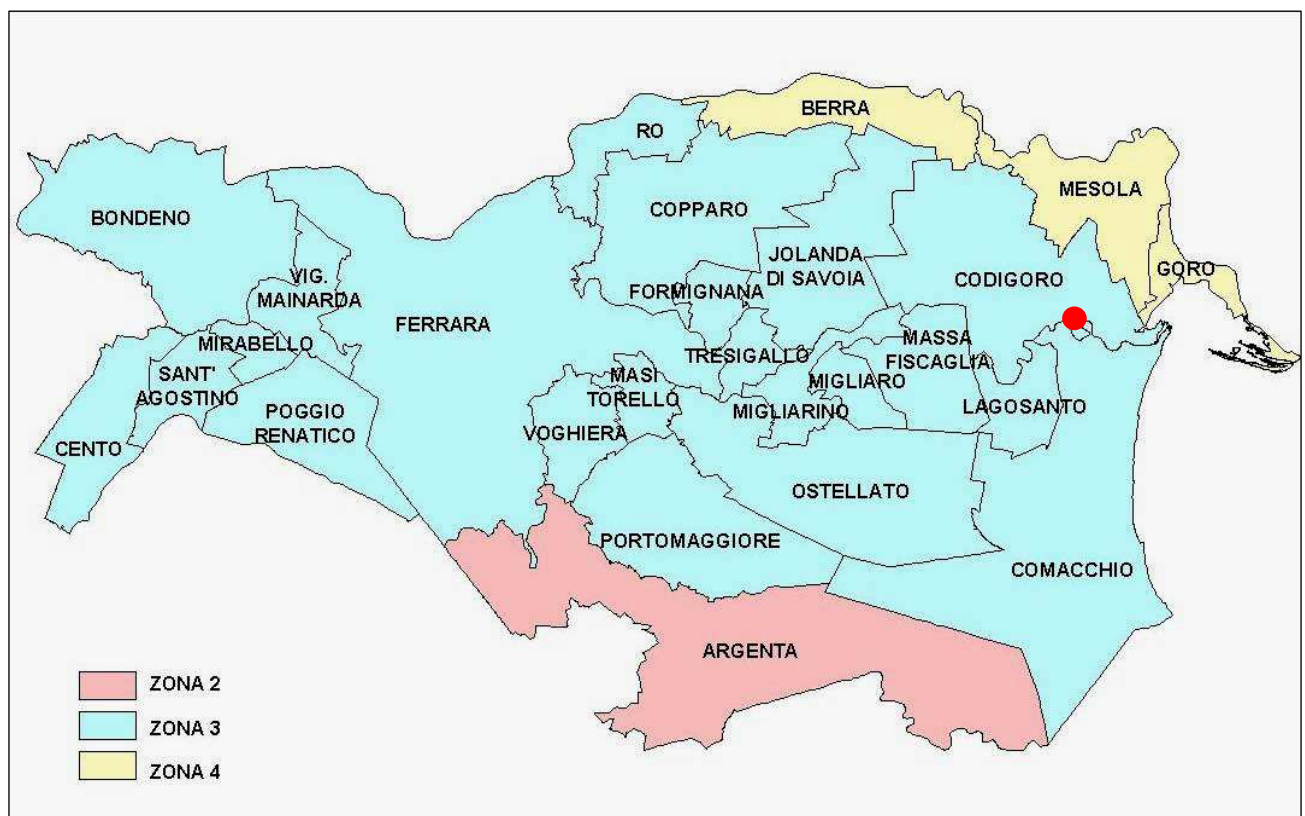 BERRA
RO
MESOLA
BONDENO
COPPARO
JOLANDA
DI SAVOIA
GORO
VIG.
MAINARDA
CODIGORO
FORMIGNANA
FERRARA
MIRABELLO
MASSA
FISCAGLIA
TRESIGALLO
SANT'
AGOSTINO
MASI
TORELLO
MIGLIARO
POGGIO
RENATICO
MIGLIARINO
LAGOSANTO
VOGHIERA
CENTO
OSTELLATO
PORTOMAGGIORE
COMACCHIO
ARGENTA
ZONA 2
ZONA 3
ZONA 4